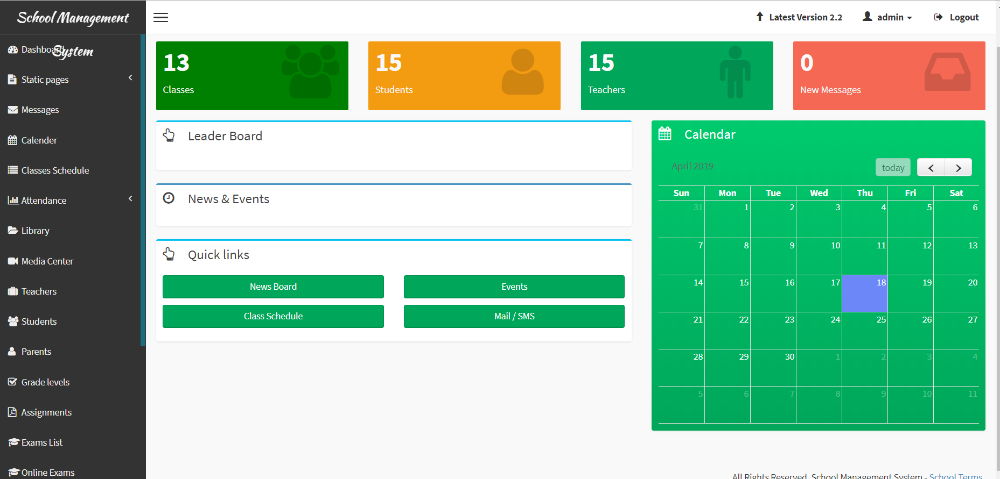 School Management
System
Latest Version 2.2
admin
Logout
Dashboard
Static pages
Messages
Calender
Classes Schedule
Attendance
Library
Media Center
Teachers
Students
Parents
Grade levels
Assignments
Exams List
Online Exams
13
Classes
15
Students
15
Teachers
0
New Messages
Leader Board
News & Events
Quick links
News Board
Events
Class Schedule
Mail / SMS
Calendar
April 2019
today
Sun Mon Tue Wed Thu Fri Sat
31 1 2 3 4 5 6
7 8 9 10 11 12 13
14 15 16 17 18 19 20
21 22 23 24 25 26 27
28 29 30 1 2 3 4
5 6 7 8 9 10 11
All Rights Reserved, School Management System - School Terms